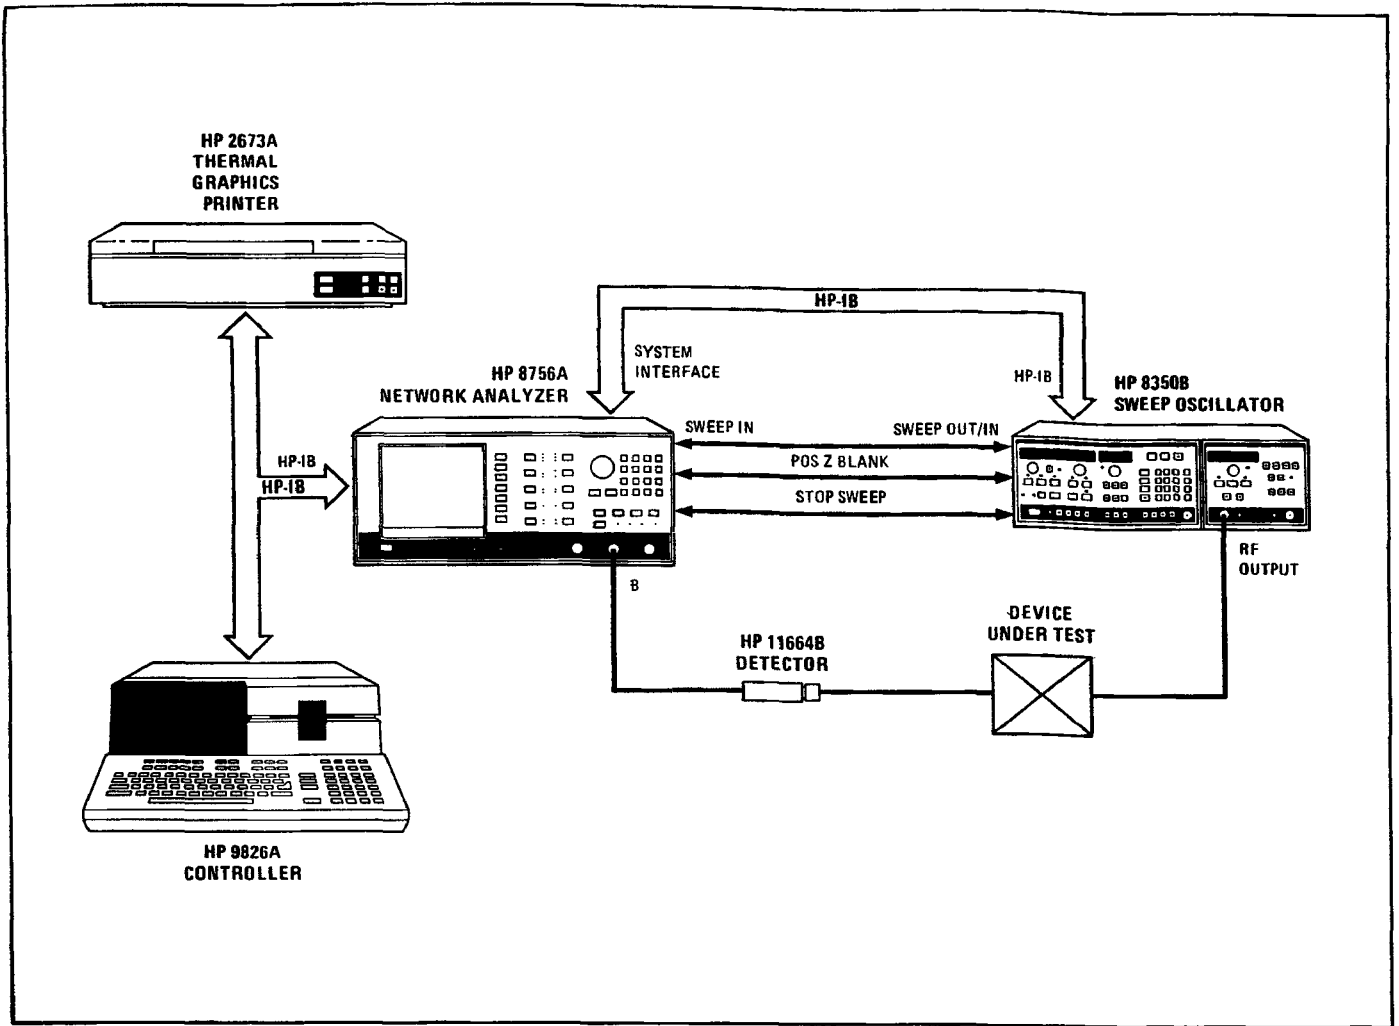 HP 2673A
THERMAL
GRAPHICS
PRINTER
HP-IB
SYSTEM
INTERFACE
HP-IB
HP 8756A
NETWORK ANALYZER
HP 8350B
SWEEP OSCILLATOR
SWEEP IN
SWEEP OUT/IN
POS Z BLANK
STOP SWEEP
HP-IB
HP-IB
RF
OUTPUT
B
DEVICE
UNDER TEST
HP 11664B
DETECTOR
HP 9826A
CONTROLLER